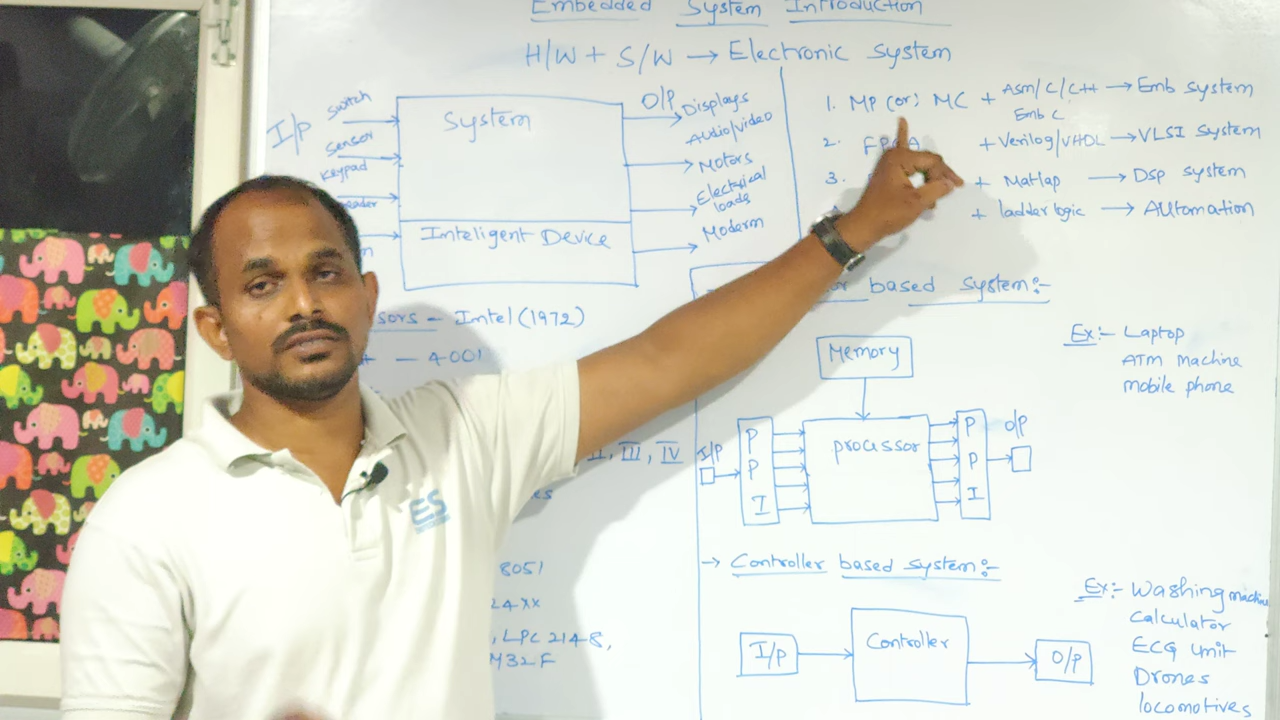 Embedded System Introduction
H/W + S/W → Electronic System
I/p
Switch
Sensor
Keypad
System
Inteligent Device
O/P
Displays
Audio/video
Motors
Electrical
loads
Moderm
1. MP (or) MC + Asm/C/C++ → Emb System
Emb C
2. + Verilog/VHDL → VLSI System
3. + Matlap → Dsp system
+ ladder logic → AUtomation
- Intel (1972)
- 4001
II, III, IV
8051
24xx
, LPC 2148,
M32F
based system:-
Ex:- Laptop
ATM machine
mobile phone
Memory
I/P
P
P
I
processor
P
P
I
O/P
→ Controller based system:-
I/P
Controller
O/P
Ex:- Washing machine
Calculator
ECG Unit
Drones
locomotives
ES